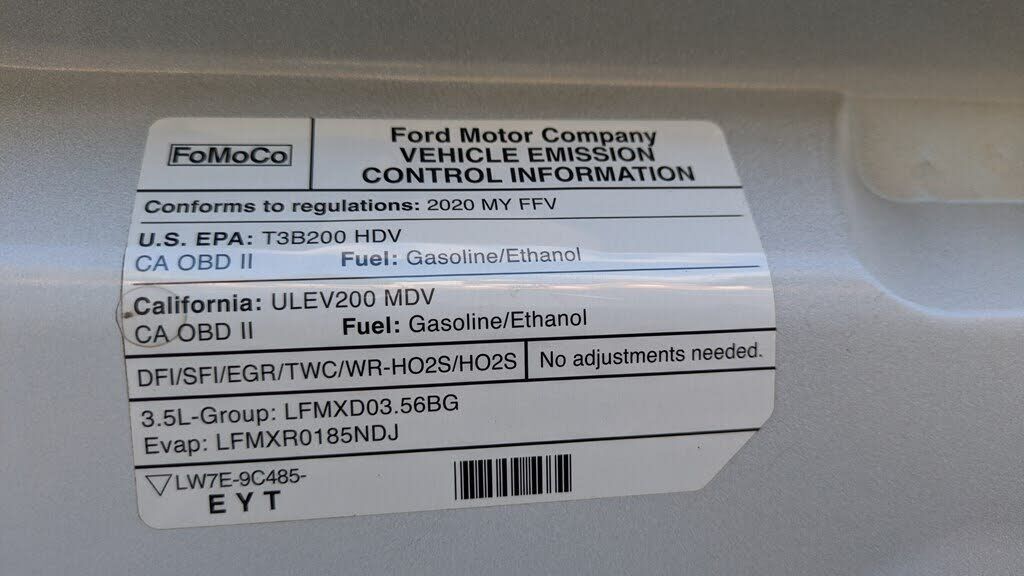 FoMoCo
Ford Motor Company
VEHICLE EMISSION
CONTROL INFORMATION
Conforms to regulations: 2020 MY FFV
U.S. EPA: T3B200 HDV
CA OBD II Fuel: Gasoline/Ethanol
California: ULEV200 MDV
CA OBD II Fuel: Gasoline/Ethanol
DFI/SFI/EGR/TWC/WR-HO2S/HO2S No adjustments needed.
3.5L-Group: LFMXD03.56BG
Evap: LFMXR0185NDJ
LW7E-9C485-
EYT